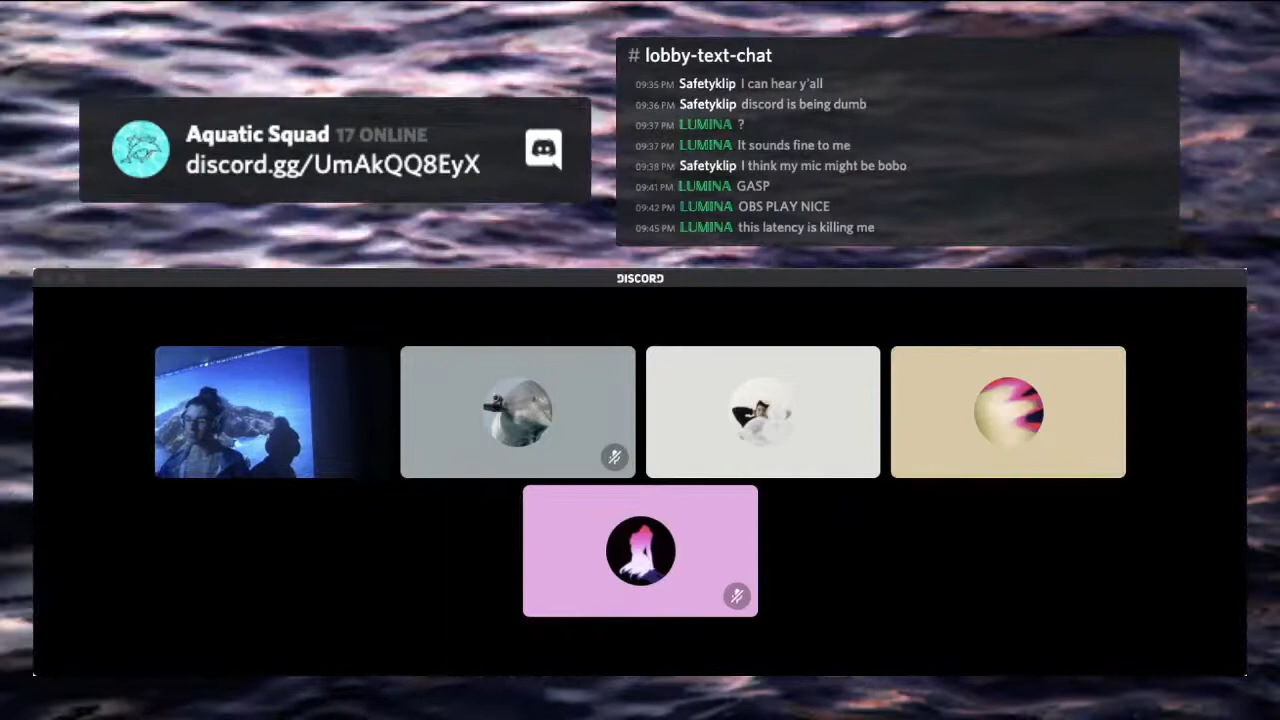 Aquatic Squad 17 ONLINE
discord.gg/UmAkQQ8EyX
# lobby-text-chat
09:35 PM Safetyklip I can hear y'all
09:36 PM Safetyklip discord is being dumb
09:37 PM LUMINA ?
09:37 PM LUMINA It sounds fine to me
09:38 PM Safetyklip I think my mic might be bobo
09:41 PM LUMINA GASP
09:42 PM LUMINA OBS PLAY NICE
09:45 PM LUMINA this latency is killing me
DISCORD